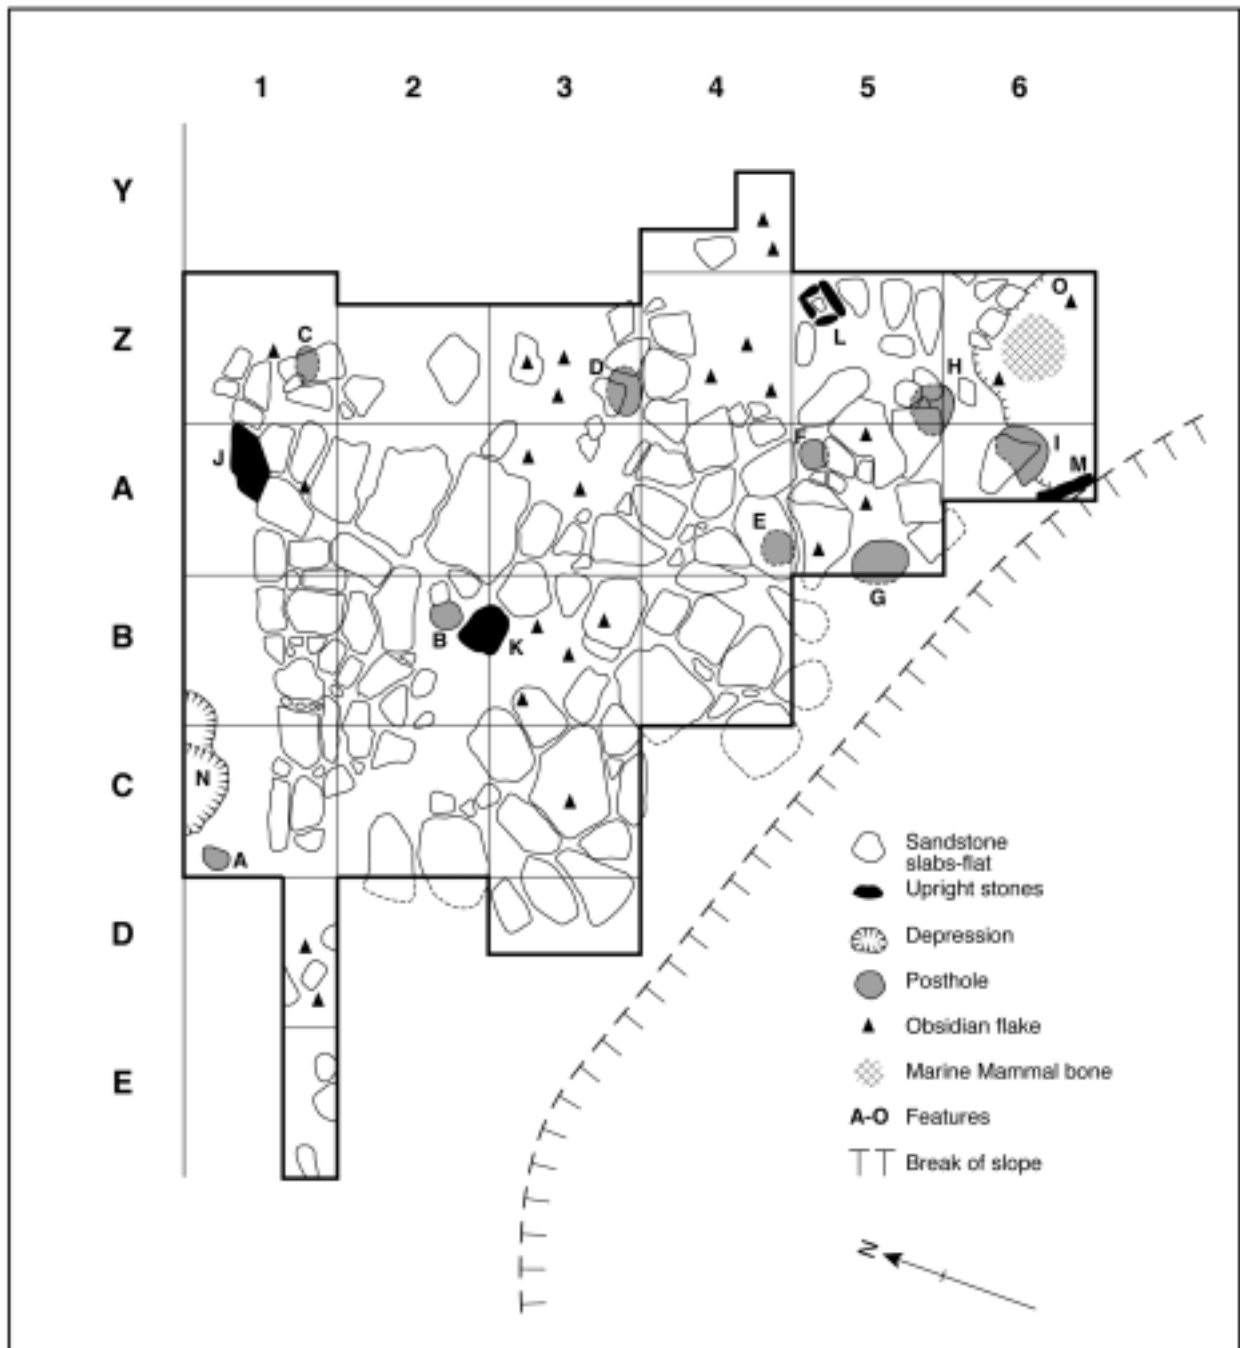 1 2 3 4 5 6
Y
Z
A
B
C
D
E
O
C
L
D
H
J
F
I
M
E
G
B
K
N
A
Sandstone
slabs-flat
Upright stones
Depression
Posthole
Obsidian flake
Marine Mammal bone
A-O Features
Break of slope
N